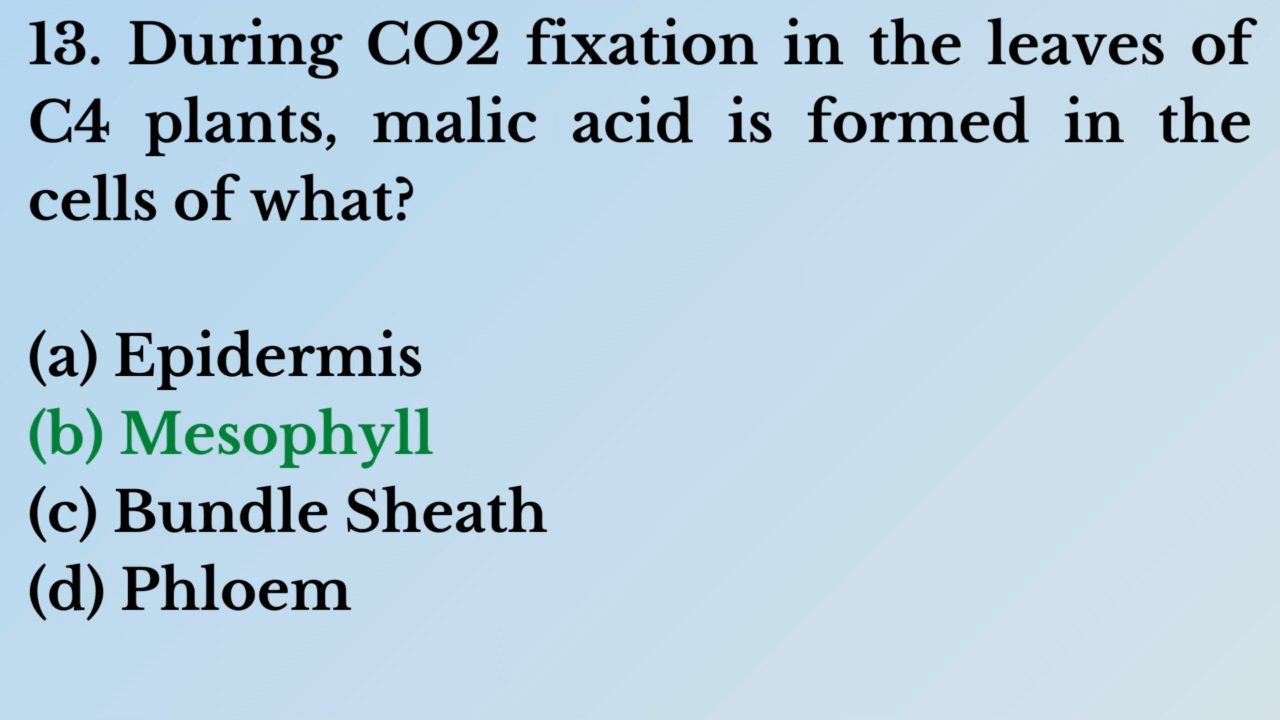 13. During CO2 fixation in the leaves of
C4 plants, malic acid is formed in the
cells of what?
(a) Epidermis
(b) Mesophyll
(c) Bundle Sheath
(d) Phloem